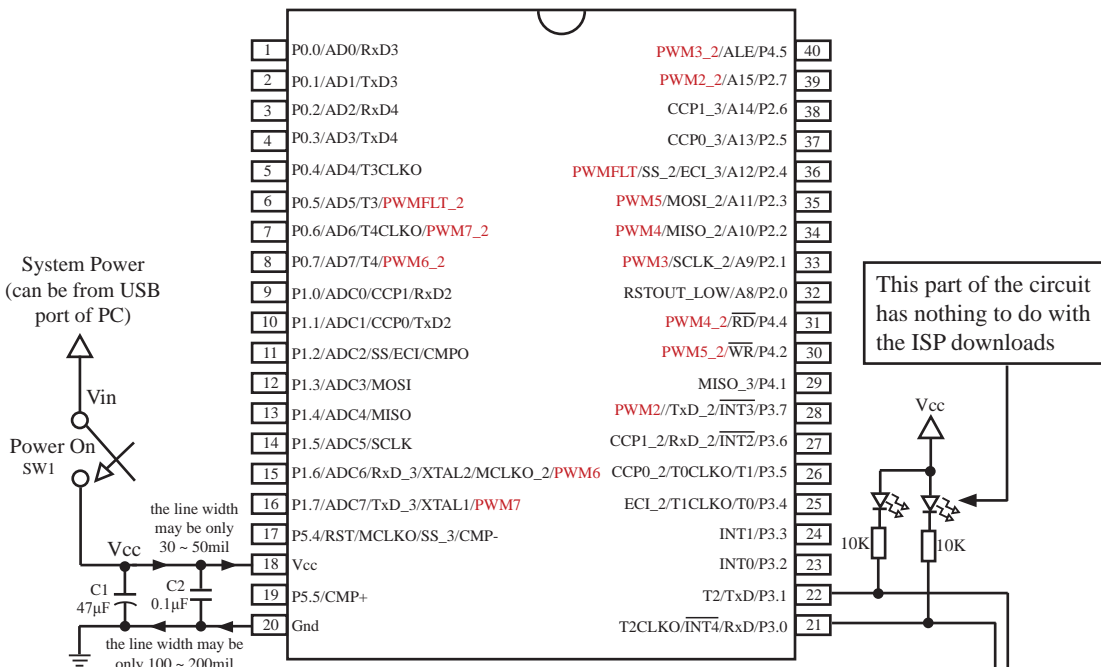 1 P0.0/AD0/RxD3
2 P0.1/AD1/TxD3
3 P0.2/AD2/RxD4
4 P0.3/AD3/TxD4
5 P0.4/AD4/T3CLKO
6 P0.5/AD5/T3/PWMFLT_2
7 P0.6/AD6/T4CLKO/PWM7_2
8 P0.7/AD7/T4/PWM6_2
9 P1.0/ADC0/CCP1/RxD2
10 P1.1/ADC1/CCP0/TxD2
11 P1.2/ADC2/SS/ECI/CMPO
12 P1.3/ADC3/MOSI
13 P1.4/ADC4/MISO
14 P1.5/ADC5/SCLK
15 P1.6/ADC6/RxD_3/XTAL2/MCLKO_2/PWM6
16 P1.7/ADC7/TxD_3/XTAL1/PWM7
17 P5.4/RST/MCLKO/SS_3/CMP-
18 Vcc
19 P5.5/CMP+
20 Gnd
PWM3_2/ALE/P4.5 40
PWM2_2/A15/P2.7 39
CCP1_3/A14/P2.6 38
CCP0_3/A13/P2.5 37
PWMFLT/SS_2/ECI_3/A12/P2.4 36
PWM5/MOSI_2/A11/P2.3 35
PWM4/MISO_2/A10/P2.2 34
PWM3/SCLK_2/A9/P2.1 33
RSTOUT_LOW/A8/P2.0 32
PWM4_2/RD/P4.4 31
PWM5_2/WR/P4.2 30
MISO_3/P4.1 29
PWM2//TxD_2/INT3/P3.7 28
CCP1_2/RxD_2/INT2/P3.6 27
CCP0_2/T0CLKO/T1/P3.5 26
ECI_2/T1CLKO/T0/P3.4 25
INT1/P3.3 24
INT0/P3.2 23
T2/TxD/P3.1 22
T2CLKO/INT4/RxD/P3.0 21
System Power
(can be from USB
port of PC)
Vin
Power On
SW1
the line width
may be only
30 ~ 50mil
Vcc
C1
47μF
C2
0.1μF
the line width may be
only 100 ~ 200mil
This part of the circuit
has nothing to do with
the ISP downloads
Vcc
10K
10K